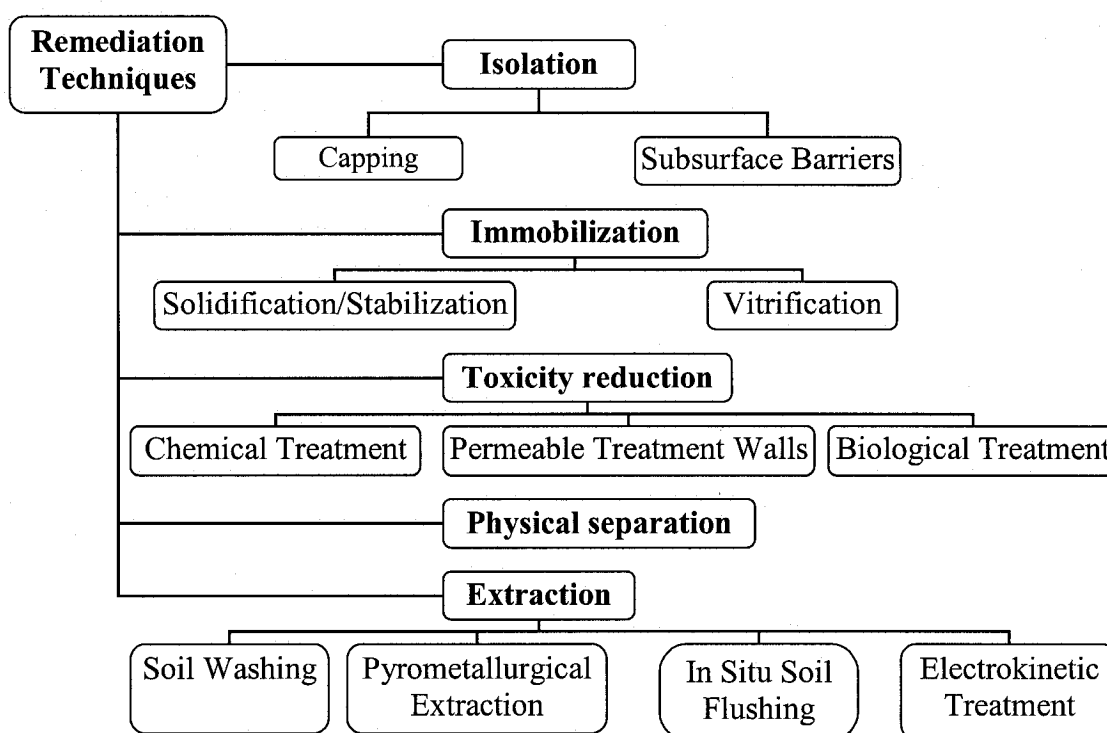 Remediation
Techniques
Isolation
Capping
Subsurface Barriers
Immobilization
Solidification/Stabilization
Vitrification
Toxicity reduction
Chemical Treatment
Permeable Treatment Walls
Biological Treatment
Physical separation
Extraction
Soil Washing
Pyrometallurgical
Extraction
In Situ Soil
Flushing
Electrokinetic
Treatment